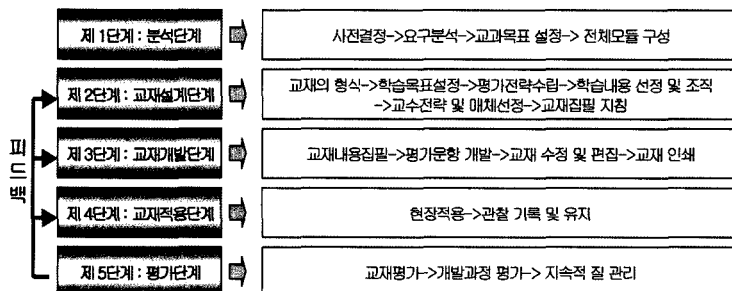 제 1단계 : 분석단계
사전결정->요구분석->교과목표 설정-> 전체모듈 구성
제 2단계 : 교재설계단계
교재의 형식->학습목표설정->평가전략수립->학습내용 선정 및 조직
->교수전략 및 매체선정->교재집필 지침
제 3단계 : 교재개발단계
교재내용집필->평가문항 개발->교재 수정 및 편집->교재 인쇄
제 4단계 : 교재적용단계
현장적용->관찰 기록 및 유지
제 5단계 : 평가단계
교재평가->개발과정 평가-> 지속적 질 관리
피드백